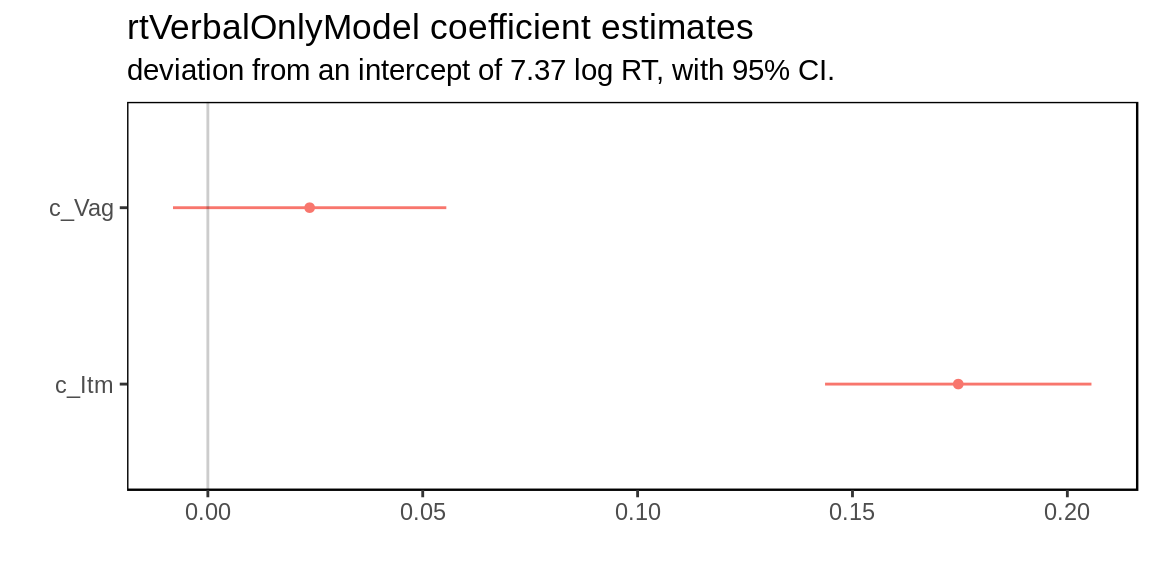 rtVerbalOnlyModel coefficient estimates
deviation from an intercept of 7.37 log RT, with 95% CI.
c_Vag
c_Itm
0.00 0.05 0.10 0.15 0.20